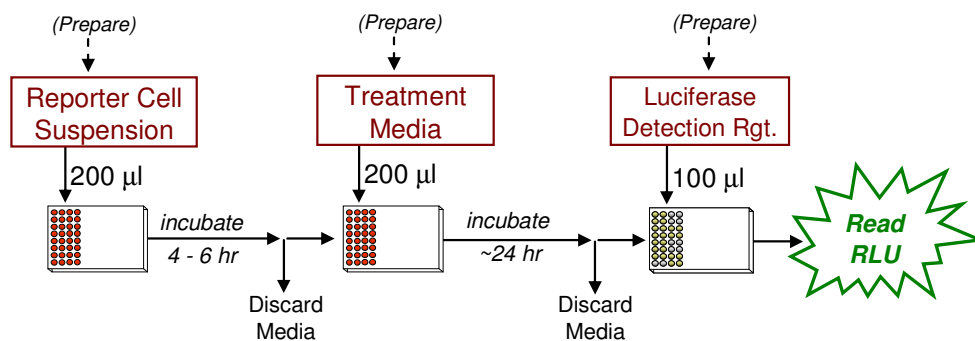 (Prepare)
Reporter Cell
Suspension
200 µl
incubate
4 - 6 hr
Discard
Media
(Prepare)
Treatment
Media
200 µl
incubate
~24 hr
Discard
Media
(Prepare)
Luciferase
Detection Rgt.
100 µl
Read
RLU